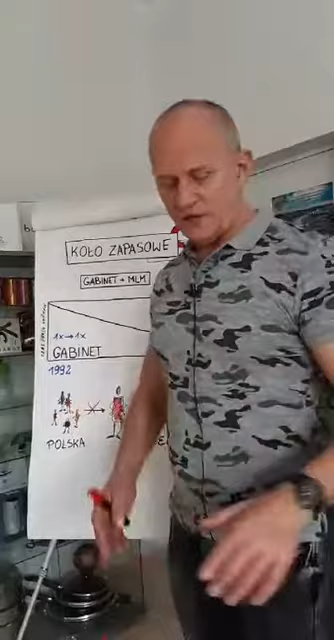 KOŁO ZAPASOWE
GABINET + MLM
1x → 1x
GABINET
1992
POLSKA